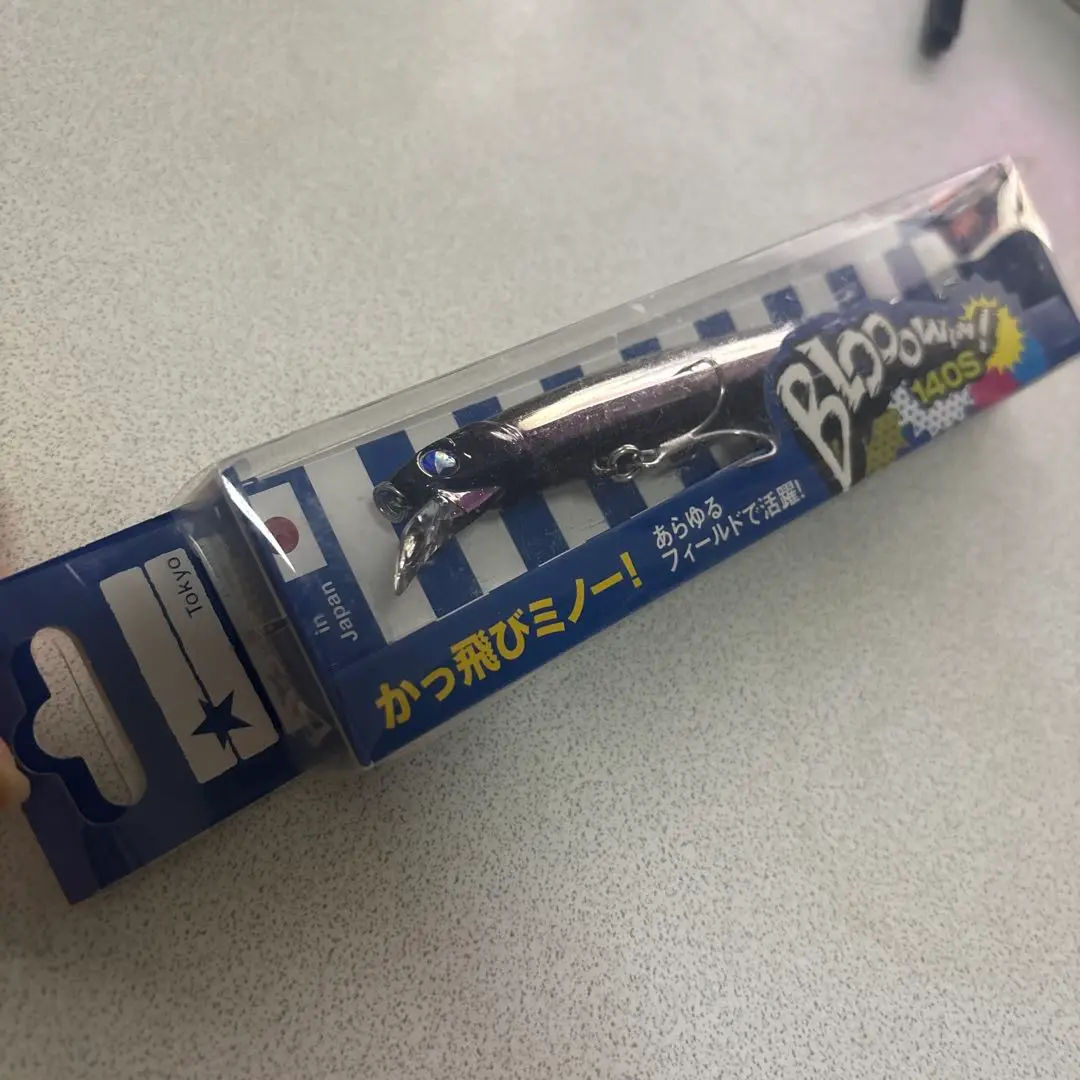 Tokyo
in
Japan
かっ飛びミノー!
あらゆる
フィールドで活躍!
Blooowin!
140S